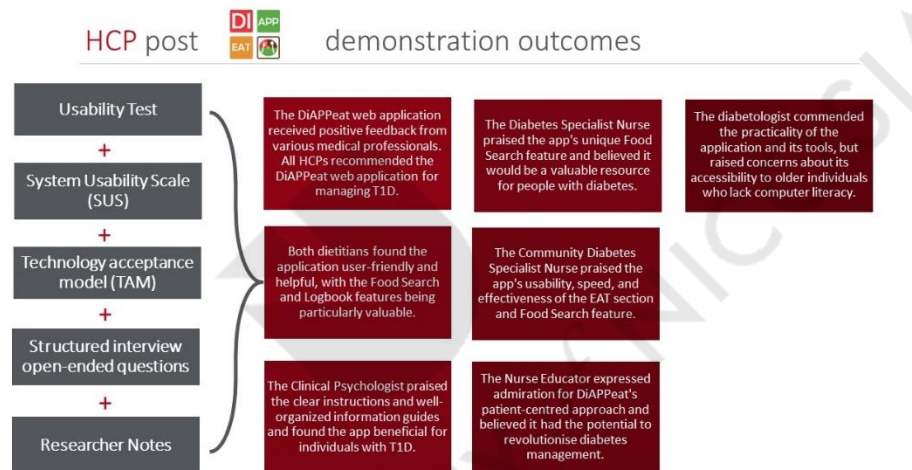 HCP post
DI APP
EAT
demonstration outcomes
Usability Test
+
System Usability Scale
(SUS)
+
Technology acceptance
model (TAM)
+
Structured interview
open-ended questions
+
Researcher Notes
The DiAPPeat web application
received positive feedback from
various medical professionals.
All HCPs recommended the
DiAPPeat web application for
managing T1D.
The Diabetes Specialist Nurse
praised the app's unique Food
Search feature and believed it
would be a valuable resource
for people with diabetes.
The diabetologist commended
the practicality of the
application and its tools, but
raised concerns about its
accessibility to older individuals
who lack computer literacy.
Both dietitians found the
application user-friendly and
helpful, with the Food Search
and Logbook features being
particularly valuable.
The Community Diabetes
Specialist Nurse praised the
app's usability, speed, and
effectiveness of the EAT section
and Food Search feature.
The Clinical Psychologist praised
the clear instructions and well-
organized information guides
and found the app beneficial for
individuals with T1D.
The Nurse Educator expressed
admiration for DiAPPeat's
patient-centred approach and
believed it had the potential to
revolutionise diabetes
management.